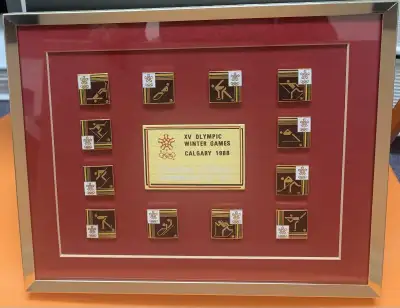 XV OLYMPIC
WINTER GAMES
CALGARY 1988